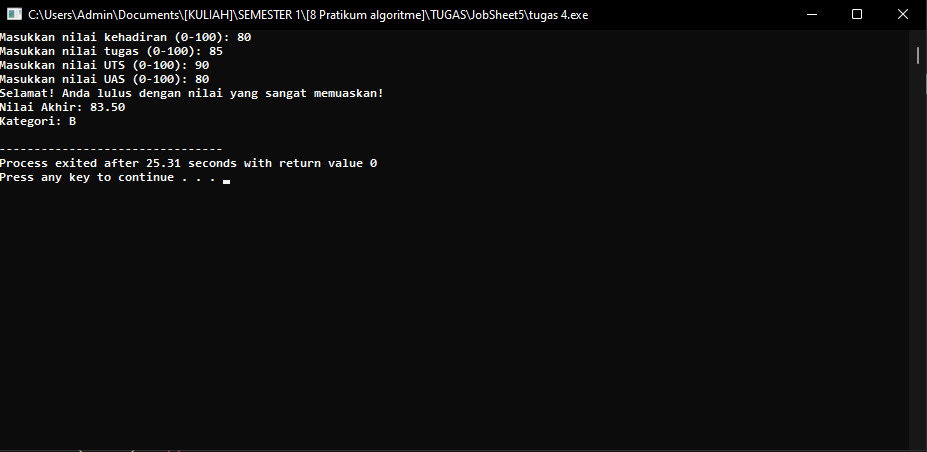 C:\Users\Admin\Documents\[KULIAH]\SEMESTER 1\[8 Pratikum algoritme]\TUGAS\JobSheet5\tugas 4.exe
Masukkan nilai kehadiran (0-100): 80
Masukkan nilai tugas (0-100): 85
Masukkan nilai UTS (0-100): 90
Masukkan nilai UAS (0-100): 80
Selamat! Anda lulus dengan nilai yang sangat memuaskan!
Nilai Akhir: 83.50
Kategori: B
--------------------------------
Process exited after 25.31 seconds with return value 0
Press any key to continue . . .